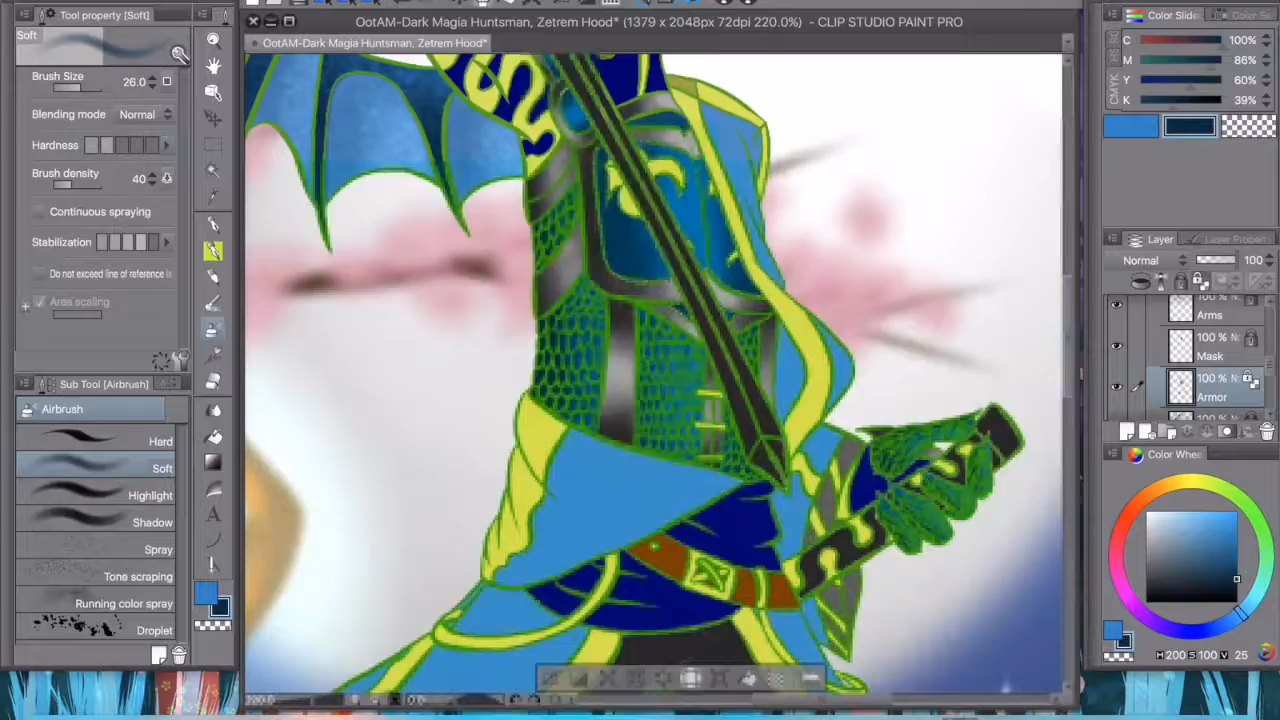 OotAM-Dark Magia Huntsman, Zetrem Hood* (1379 x 2048px 72dpi 220.0%) - CLIP STUDIO PAINT PRO
OotAM-Dark Magia Huntsman, Zetrem Hood*
Tool property [Soft]
Soft
Brush Size 26.0
Blending mode Normal
Hardness
Brush density 40
Continuous spraying
Stabilization
Do not exceed line of reference la
Area scaling
Sub Tool [Airbrush]
Airbrush
Hard
Soft
Highlight
Shadow
Spray
Tone scraping
Running color spray
Droplet
Color Slide
CMYK
C 100%
M 86%
Y 60%
K 39%
Layer
Layer Property
Normal 100
Arms
100 %
Mask
100 %
Armor
Color Whe
H 200 S 100 V 25